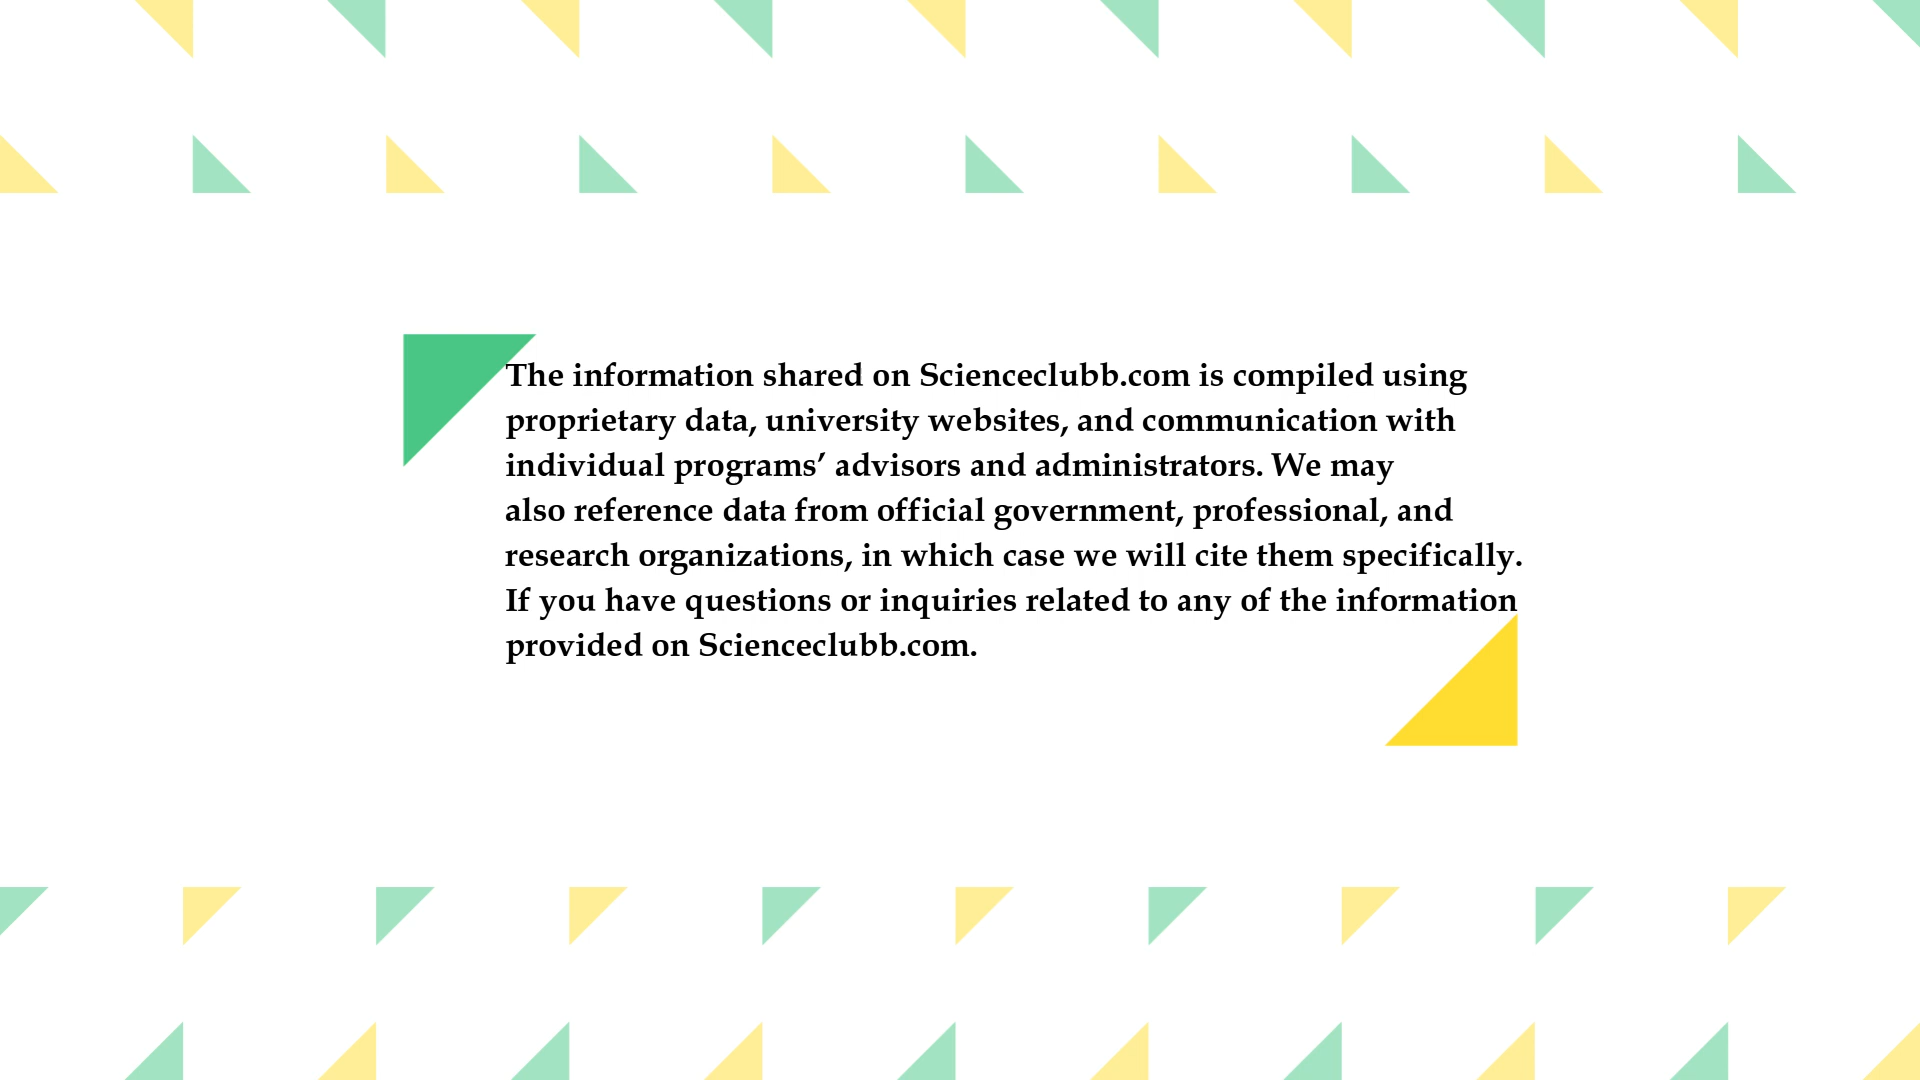 The information shared on Scienceclubb.com is compiled using
proprietary data, university websites, and communication with
individual programs’ advisors and administrators. We may
also reference data from official government, professional, and
research organizations, in which case we will cite them specifically.
If you have questions or inquiries related to any of the information
provided on Scienceclubb.com.